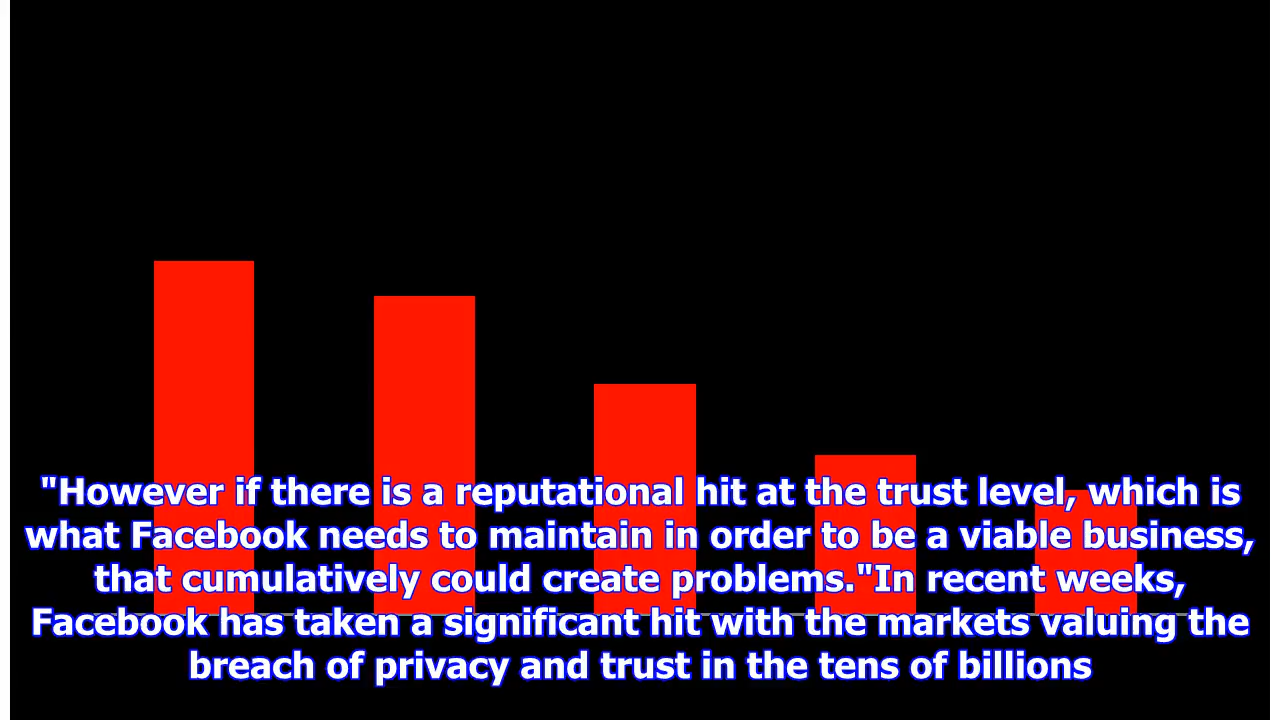 "However if there is a reputational hit at the trust level, which is
what Facebook needs to maintain in order to be a viable business,
that cumulatively could create problems."In recent weeks,
Facebook has taken a significant hit with the markets valuing the
breach of privacy and trust in the tens of billions